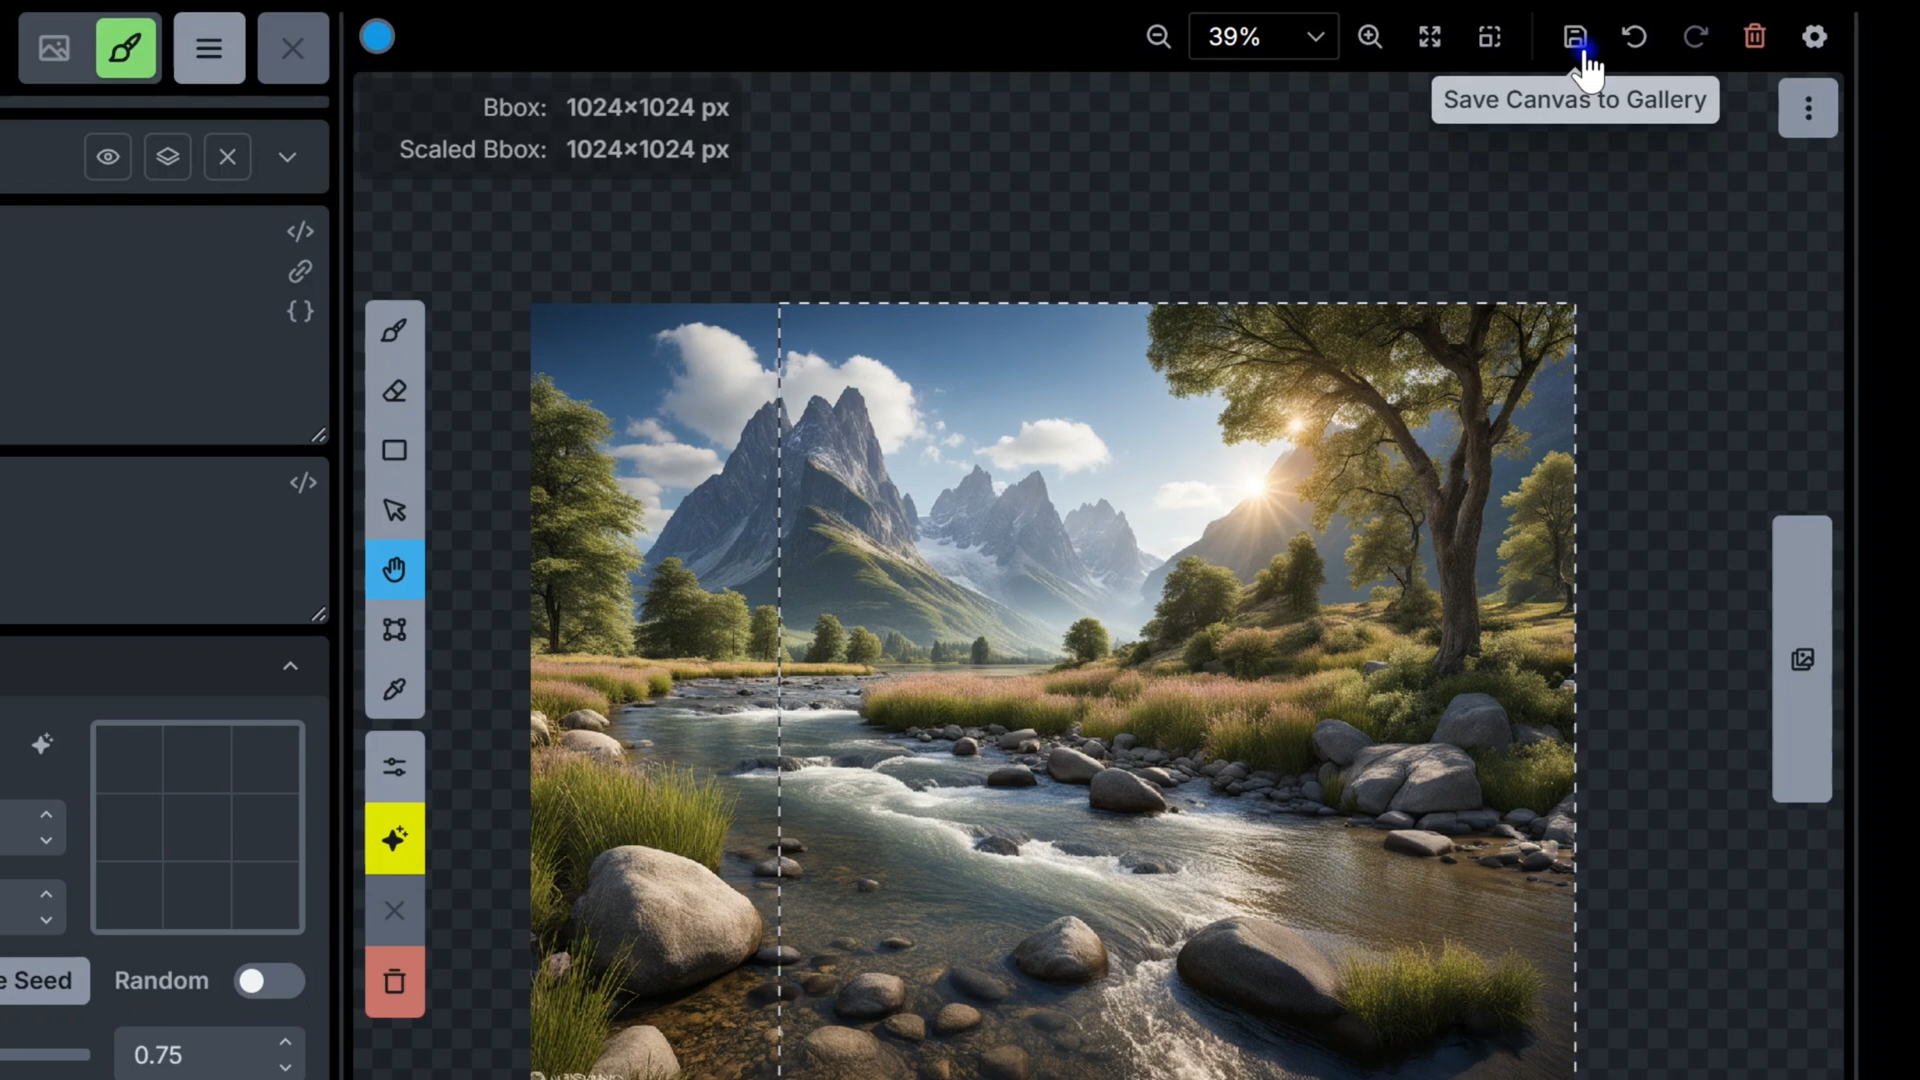 39%
Save Canvas to Gallery
Bbox: 1024×1024 px
Scaled Bbox: 1024×1024 px
e Seed
Random
0.75